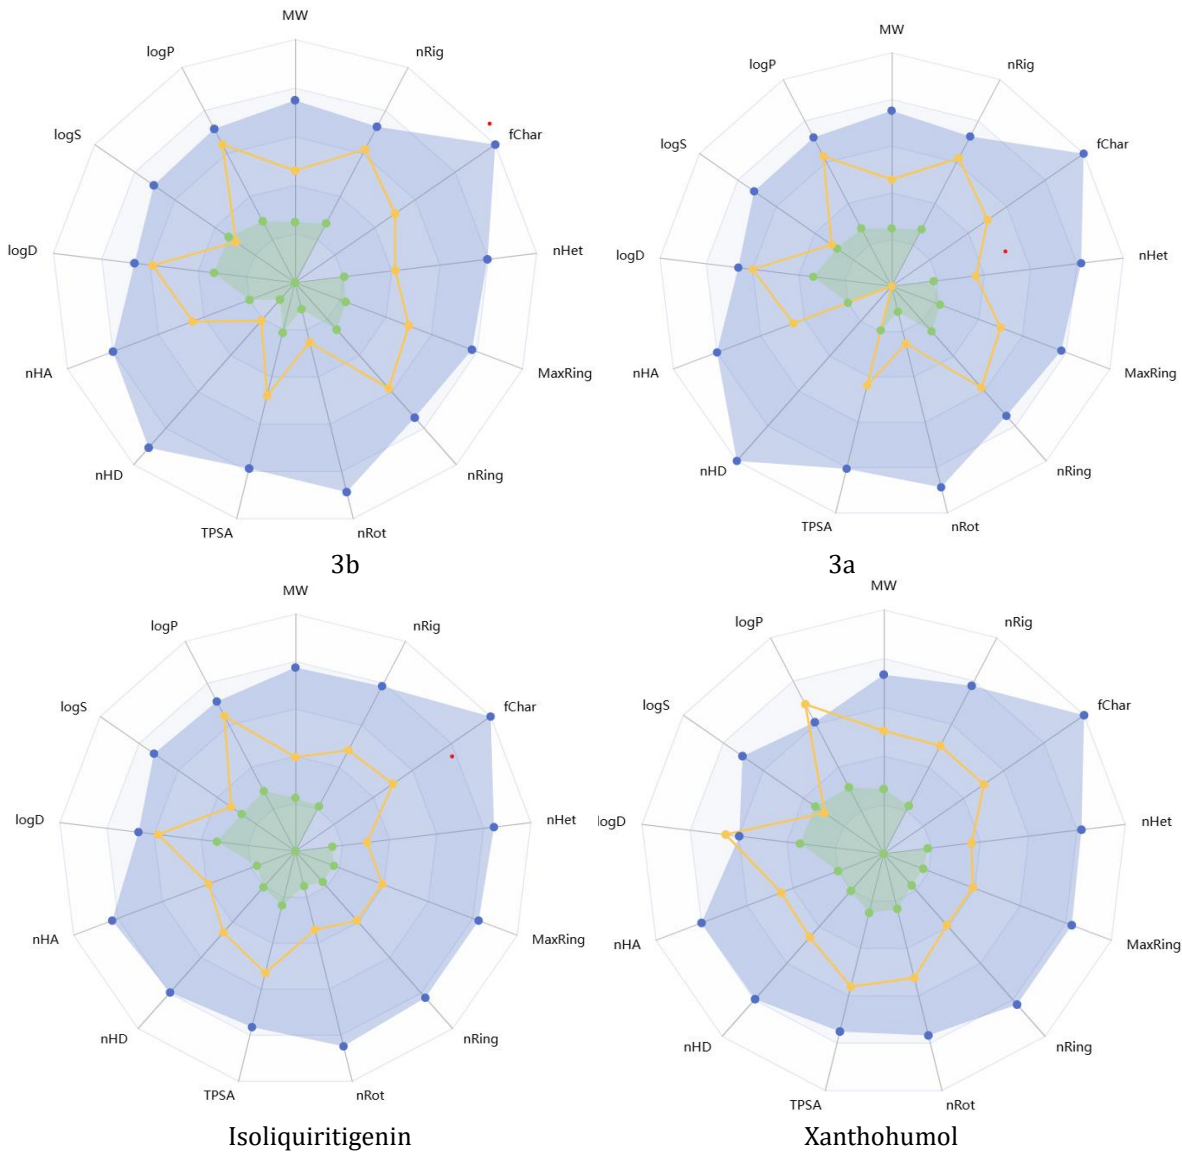 MW
nRig
fChar
nHet
MaxRing
nRing
nRot
TPSA
nHD
nHA
logD
logS
logP
3b
MW
nRig
fChar
nHet
MaxRing
nRing
nRot
TPSA
nHD
nHA
logD
logS
logP
3a
MW
nRig
fChar
nHet
MaxRing
nRing
nRot
TPSA
nHD
nHA
logD
logS
logP
Isoliquiritigenin
MW
nRig
fChar
nHet
MaxRing
nRing
nRot
TPSA
nHD
nHA
logD
logS
logP
Xanthohumol